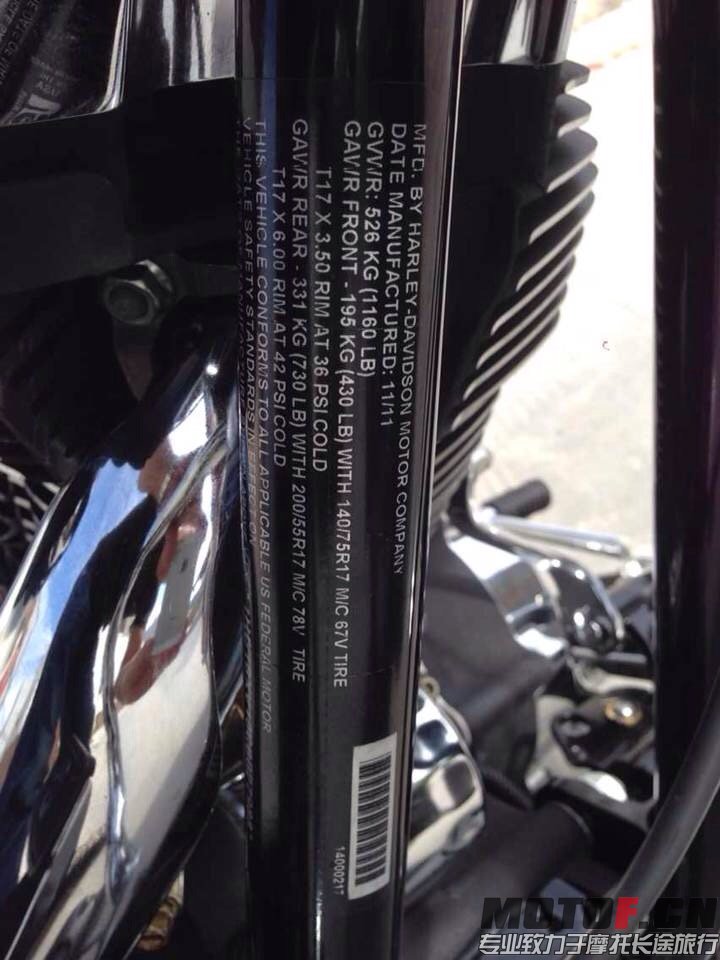 MFD. BY HARLEY-DAVIDSON MOTOR COMPANY
DATE MANUFACTURED: 11/11
GVWR: 526 KG (1160 LB)
GAWR FRONT - 195 KG (430 LB) WITH 140/75R17 M/C 67V TIRE
T17 X 3.50 RIM AT 36 PSI COLD
GAWR REAR - 331 KG (730 LB) WITH 200/55R17 M/C 78V TIRE
T17 X 6.00 RIM AT 42 PSI COLD
THIS VEHICLE CONFORMS TO ALL APPLICABLE US FEDERAL MOTOR
VEHICLE SAFETY STANDARDS IN EFFECT ON
14000217
MOTOF.CN
专业致力于摩托长途旅行